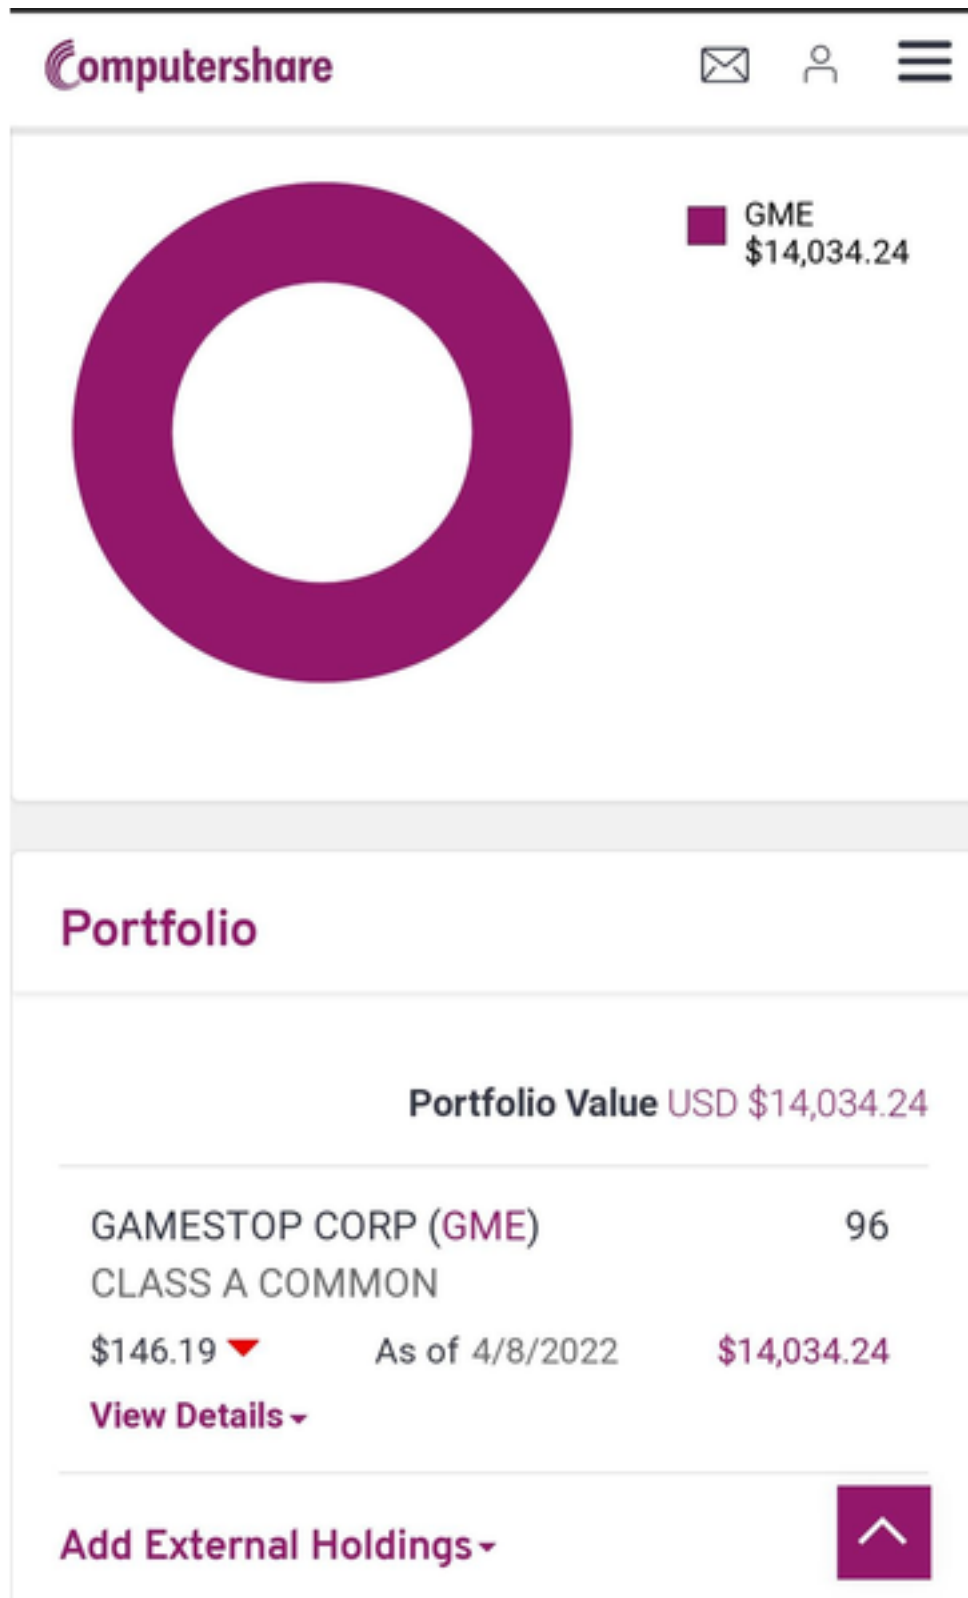 Computershare
GME
$14,034.24
Portfolio
Portfolio Value USD $14,034.24
GAMESTOP CORP (GME) 96
CLASS A COMMON
$146.19 As of 4/8/2022 $14,034.24
View Details
Add External Holdings